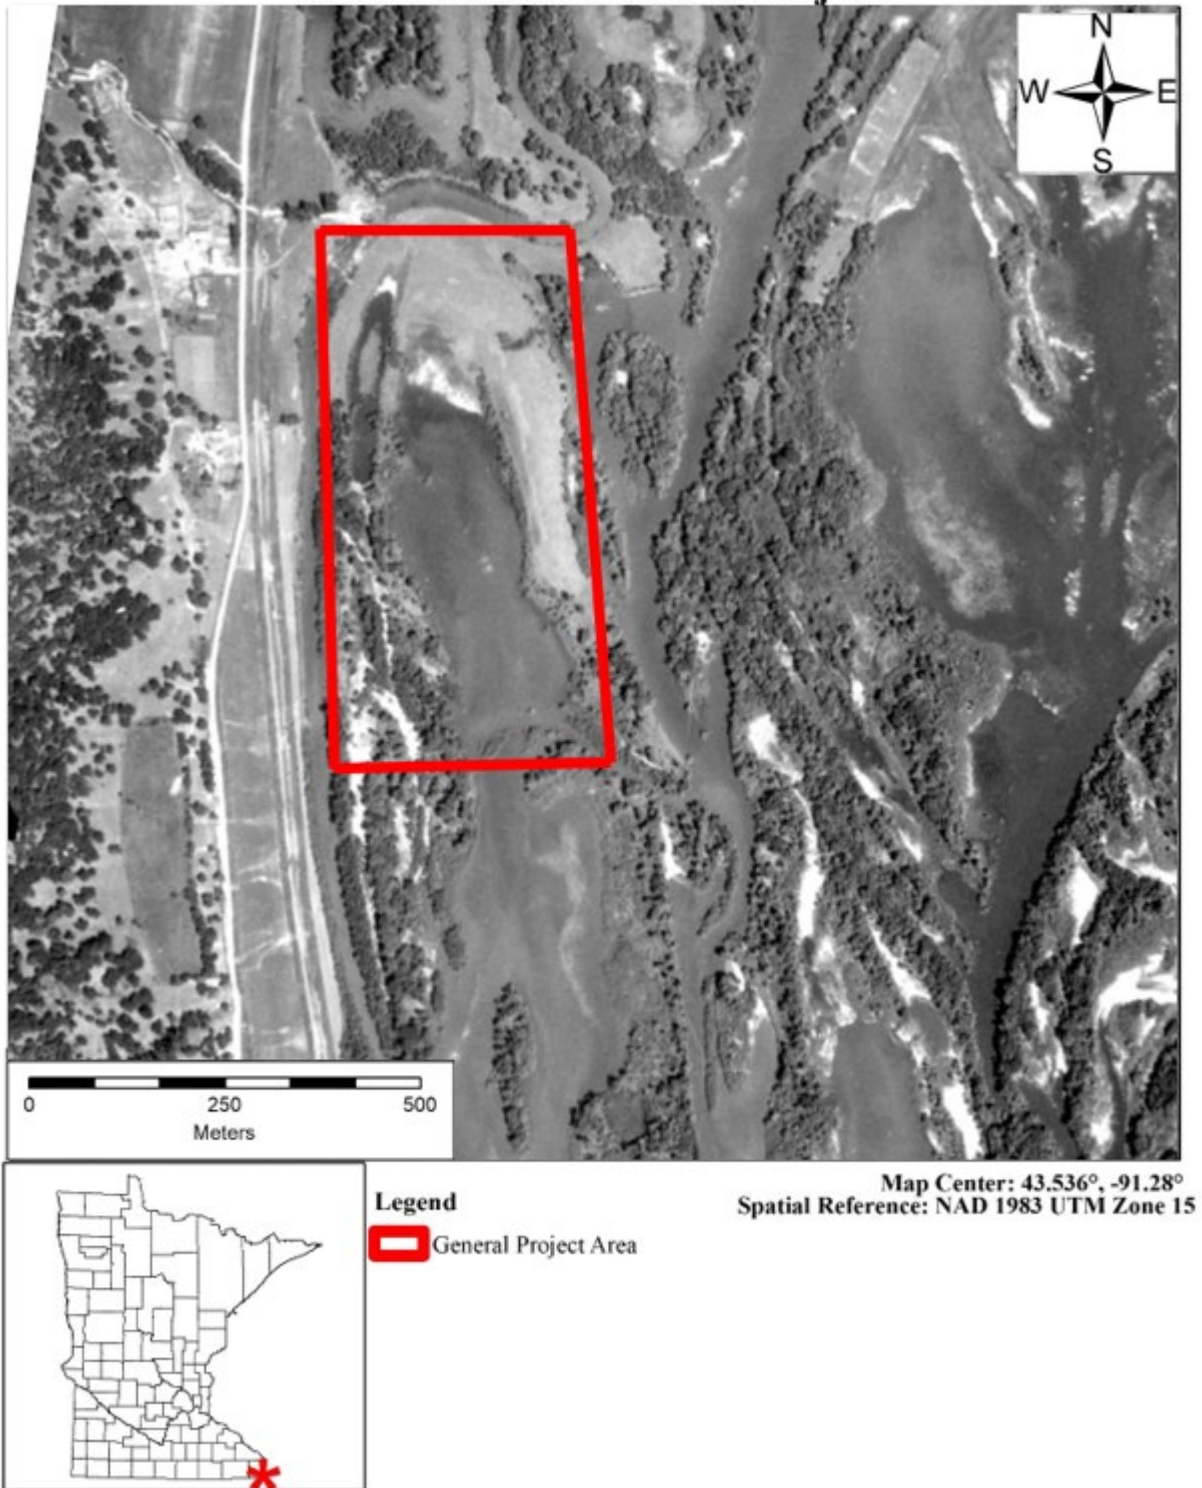 N
W E
S
0 250 500
Meters
Map Center: 43.536°, -91.28°
Spatial Reference: NAD 1983 UTM Zone 15
Legend
General Project Area